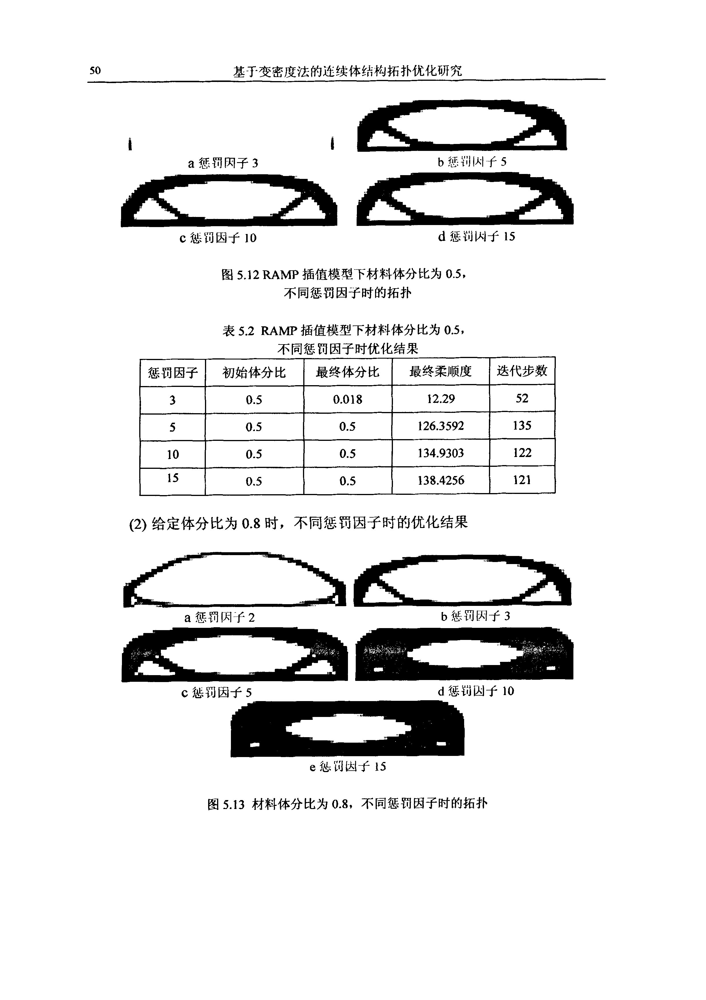 50 基于变密度法的连续体结构拓扑优化研究
a 惩罚因子 3 b 惩罚因子 5
c 惩罚因子 10 d 惩罚因子 15
图 5.12 RAMP 插值模型下材料体分比为 0.5，
不同惩罚因子时的拓扑
表 5.2 RAMP 插值模型下材料体分比为 0.5，
不同惩罚因子时优化结果
惩罚因子 初始体分比 最终体分比 最终柔顺度 迭代步数
3 0.5 0.018 12.29 52
5 0.5 0.5 126.3592 135
10 0.5 0.5 134.9303 122
15 0.5 0.5 138.4256 121
(2) 给定体分比为 0.8 时，不同惩罚因子时的优化结果
a 惩罚因子 2 b 惩罚因子 3
c 惩罚因子 5 d 惩罚因子 10
e 惩罚因子 15
图 5.13 材料体分比为 0.8，不同惩罚因子时的拓扑